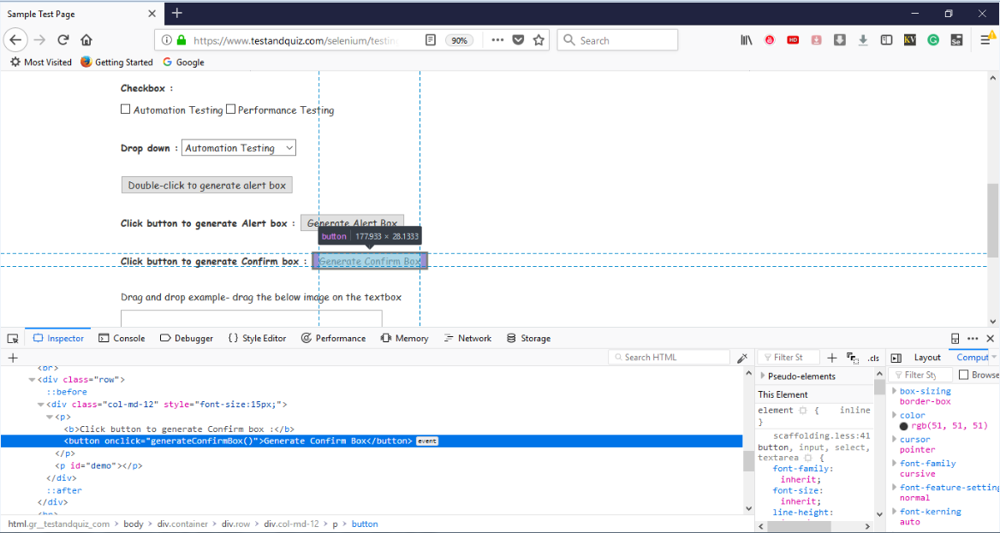 Sample Test Page
https://www.testandquiz.com/selenium/testin
90%
Search
Most Visited Getting Started Google
Checkbox :
Automation Testing Performance Testing
Drop down : Automation Testing
Double-click to generate alert box
Click button to generate Alert box : Generate Alert Box
button 177.933 × 28.1333
Click button to generate Confirm box : Generate Confirm Box
Drag and drop example- drag the below image on the textbox
Inspector Console Debugger {} Style Editor Performance Memory Network Storage
+ Search HTML
<br>
<div class="row">
::before
<div class="col-md-12" style="font-size:15px;">
<p>
<b>Click button to generate Confirm box :</b>
<button onclick="generateConfirmBox()">Generate Confirm Box</button> event
</p>
<p id="demo"></p>
</div>
::after
</div>
html.gr__testandquiz_com > body > div.container > div.row > div.col-md-12 > p > button
Filter St + .cls
Pseudo-elements
This Element
element { inline
}
scaffolding.less:41
button, input, select,
textarea {
font-family:
inherit;
font-size:
inherit;
line-height:
Layout Comput
Filter Sty Browse
box-sizing
border-box
color
rgb(51, 51, 51)
cursor
pointer
font-family
cursive
font-feature-setting
normal
font-kerning
auto
HD
KV
Se